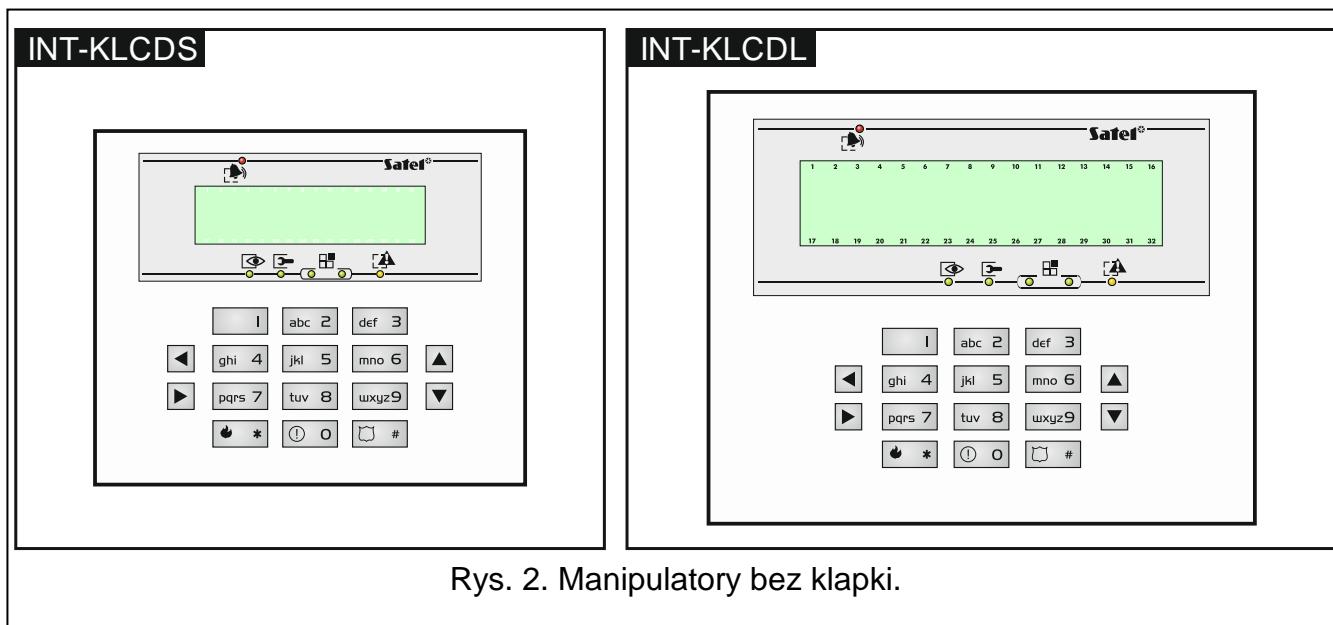 INT-KLCDS
Satel
1
abc 2
def 3
ghi 4
jkl 5
mno 6
pqrs 7
tuv 8
wxyz9
*
0
#
INT-KLCDL
Satel
1 2 3 4 5 6 7 8 9 10 11 12 13 14 15 16
17 18 19 20 21 22 23 24 25 26 27 28 29 30 31 32
1
abc 2
def 3
ghi 4
jkl 5
mno 6
pqrs 7
tuv 8
wxyz9
*
0
#
Rys. 2. Manipulatory bez klapki.